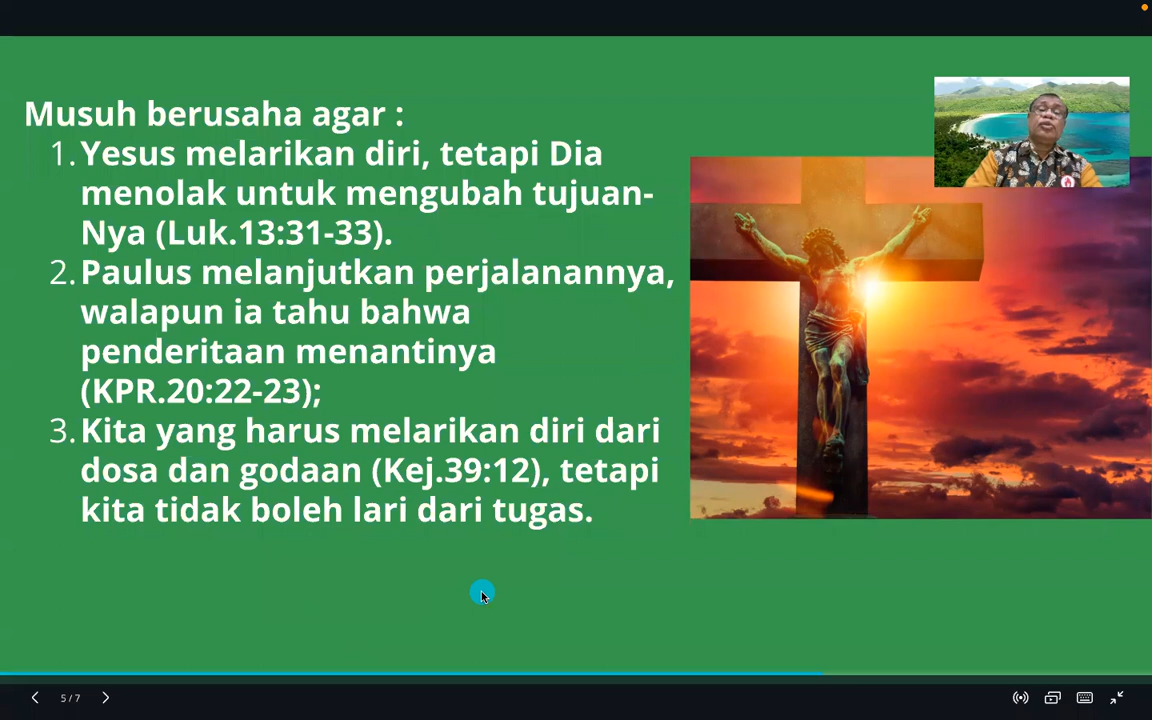 Musuh berusaha agar :
1. Yesus melarikan diri, tetapi Dia
menolak untuk mengubah tujuan-
Nya (Luk.13:31-33).
2. Paulus melanjutkan perjalanannya,
walapun ia tahu bahwa
penderitaan menantinya
(KPR.20:22-23);
3. Kita yang harus melarikan diri dari
dosa dan godaan (Kej.39:12), tetapi
kita tidak boleh lari dari tugas.
5/7